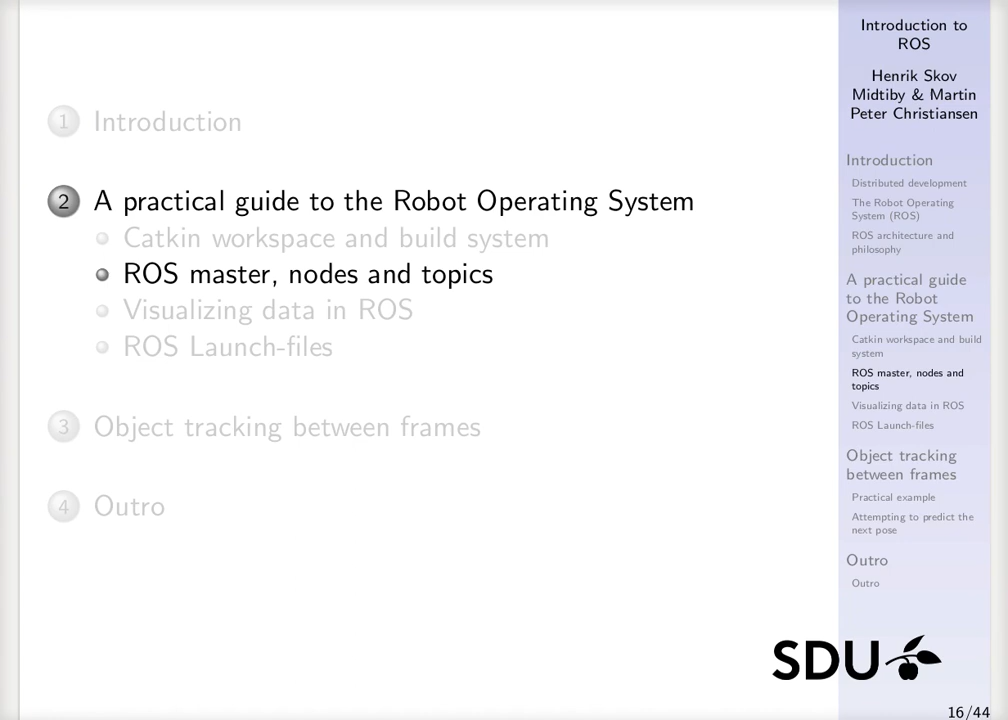 1 Introduction
2 A practical guide to the Robot Operating System
Catkin workspace and build system
ROS master, nodes and topics
Visualizing data in ROS
ROS Launch-files
3 Object tracking between frames
4 Outro
Introduction to
ROS
Henrik Skov
Midtiby & Martin
Peter Christiansen
Introduction
Distributed development
The Robot Operating
System (ROS)
ROS architecture and
philosophy
A practical guide
to the Robot
Operating System
Catkin workspace and build
system
ROS master, nodes and
topics
Visualizing data in ROS
ROS Launch-files
Object tracking
between frames
Practical example
Attempting to predict the
next pose
Outro
Outro
SDU
16/44